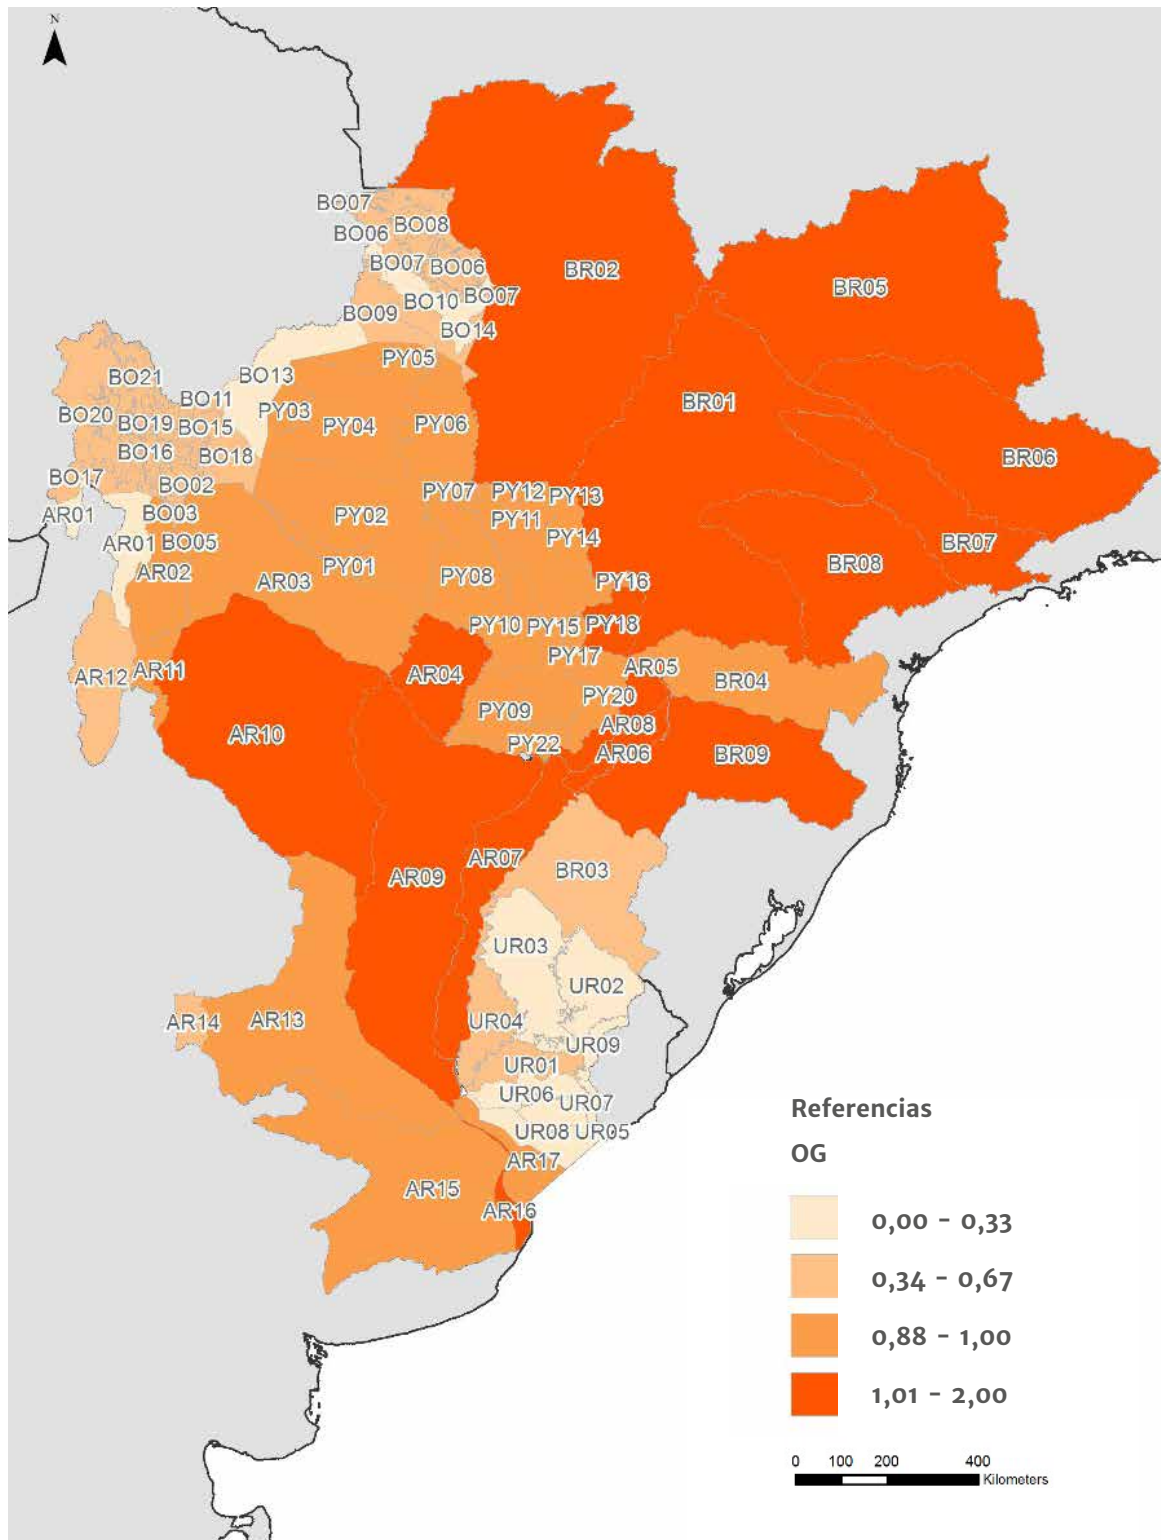 N
BO07
BO08
BO06
BO07
BO06
BO10
BO07
BO09
BO14
BR02
BR05
PY05
BO21
BO13
BO11
PY03
BR01
BO20
BO19
BO15
PY04
PY06
BO16
BO18
BR06
BO17
BO02
PY07
PY12
PY13
AR01
BO03
PY02
PY11
PY14
AR01
BO05
BR07
AR02
AR03
PY01
PY08
PY16
BR08
PY10
PY15
PY18
AR12
AR11
AR04
PY17
AR05
BR04
PY20
PY09
AR08
AR10
PY22
AR06
BR09
AR07
BR03
AR09
UR03
UR02
AR14
AR13
UR04
UR09
UR01
UR06
UR07
UR08
UR05
AR17
AR15
AR16
Referencias
OG
0,00 - 0,33
0,34 - 0,67
0,88 - 1,00
1,01 - 2,00
0 100 200 400
Kilometers